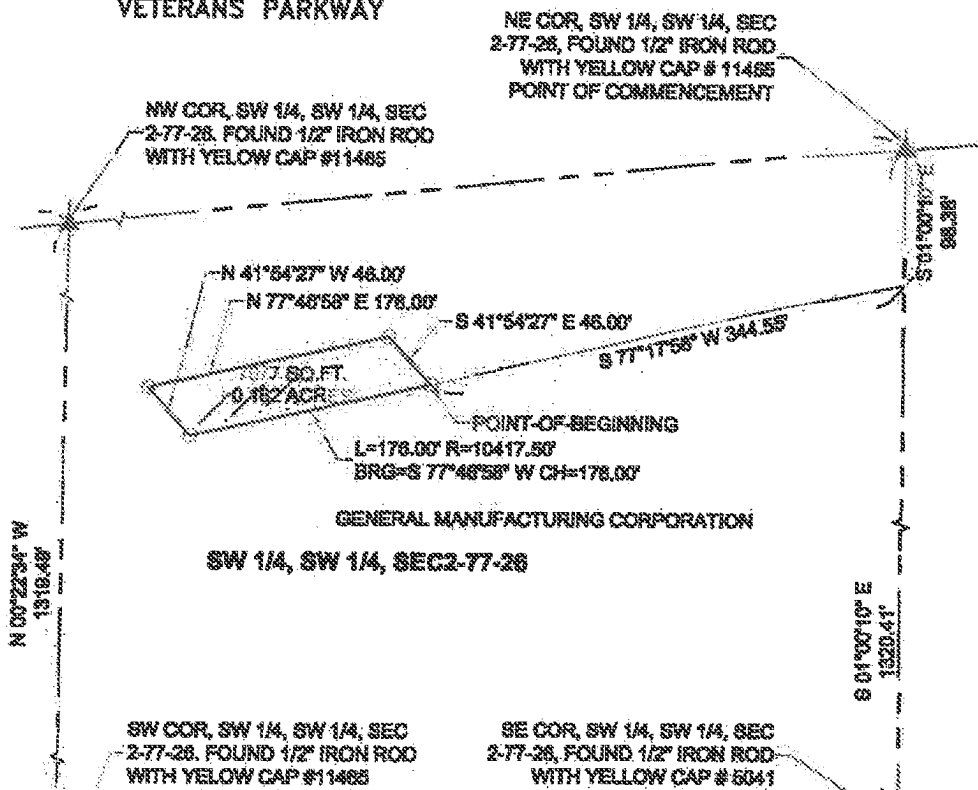 VETERANS PARKWAY
NE COR, SW 1/4, SW 1/4, SEC
2-77-26, FOUND 1/2" IRON ROD
WITH YELLOW CAP # 11465
POINT OF COMMENCEMENT
NW COR, SW 1/4, SW 1/4, SEC
2-77-26. FOUND 1/2" IRON ROD
WITH YELOW CAP #11465
S 01°00'10" E
98.38'
N 41°54'27" W 46.00'
N 77°46'58" E 176.00'
S 41°54'27" E 46.00'
S 77°17'58" W 344.55'
SQ.FT.
0.162 ACRES
POINT-OF-BEGINNING
L=176.00' R=10417.50'
BRG=S 77°46'58" W CH=176.00'
GENERAL MANUFACTURING CORPORATION
SW 1/4, SW 1/4, SEC2-77-26
N 00°22'34" W
1319.49'
S 01°00'10" E
1320.41'
SW COR, SW 1/4, SW 1/4, SEC
2-77-26, FOUND 1/2" IRON ROD
WITH YELOW CAP #11465
SE COR, SW 1/4, SW 1/4, SEC
2-77-26, FOUND 1/2" IRON ROD
WITH YELLOW CAP # 5041